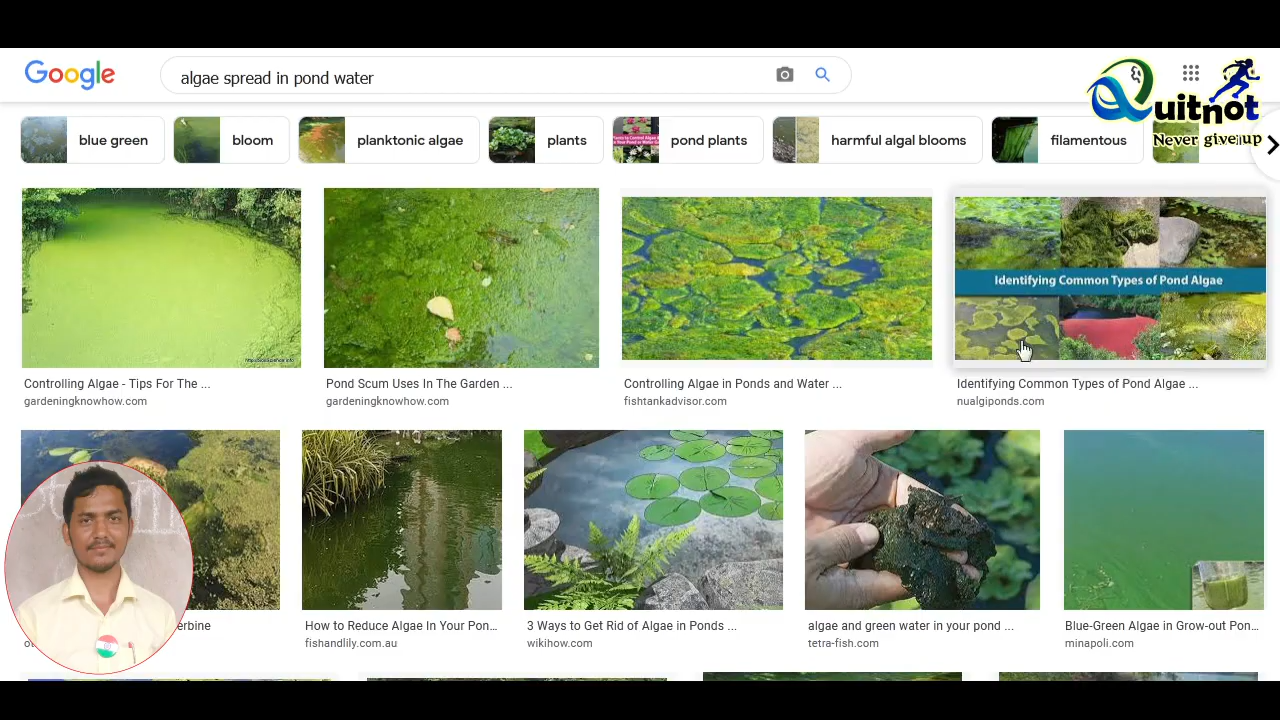 Google
algae spread in pond water
Quitnot
Never give up
blue green
bloom
planktonic algae
plants
pond plants
harmful algal blooms
filamentous
Identifying Common Types of Pond Algae
Controlling Algae - Tips For The ...
gardeningknowhow.com
Pond Scum Uses In The Garden ...
gardeningknowhow.com
Controlling Algae in Ponds and Water ...
fishtankadvisor.com
Identifying Common Types of Pond Algae ...
nualgiponds.com
erbine
How to Reduce Algae In Your Pon...
fishandlily.com.au
3 Ways to Get Rid of Algae in Ponds ...
wikihow.com
algae and green water in your pond ...
tetra-fish.com
Blue-Green Algae in Grow-out Pon...
minapoli.com